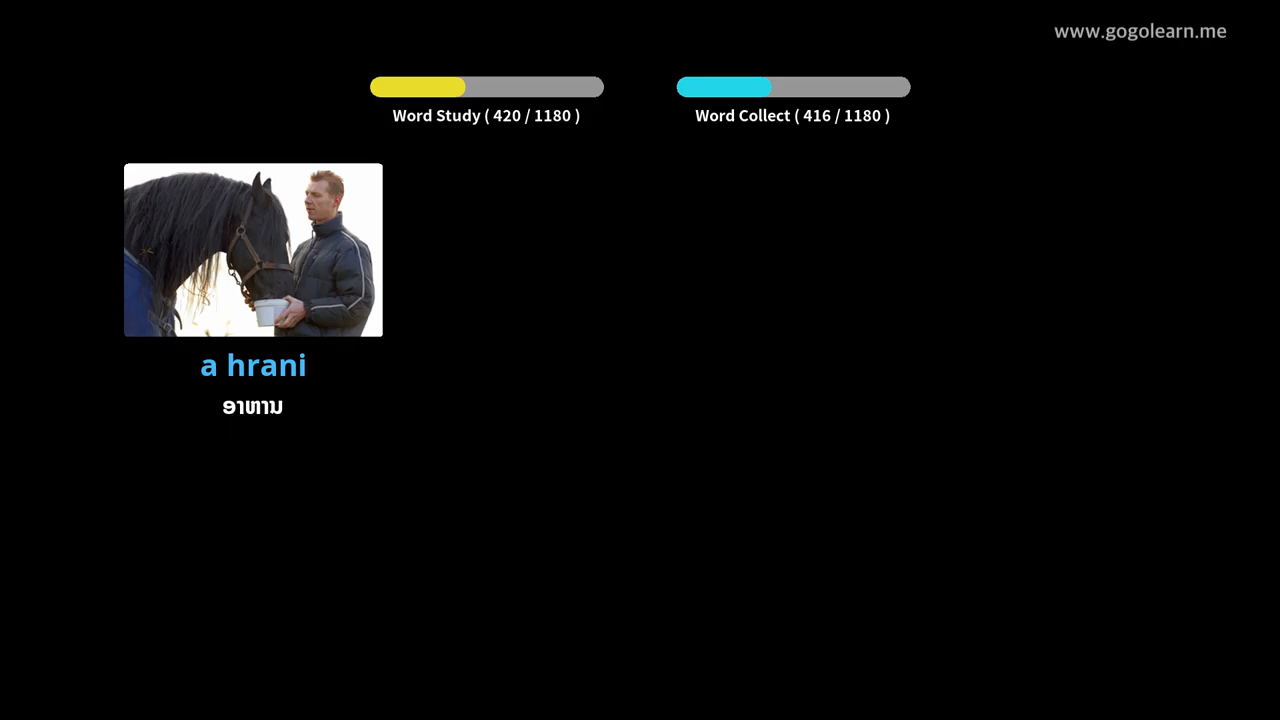 www.gogolearn.me
Word Study ( 420 / 1180 )
Word Collect ( 416 / 1180 )
a hrani
ອາຫານ